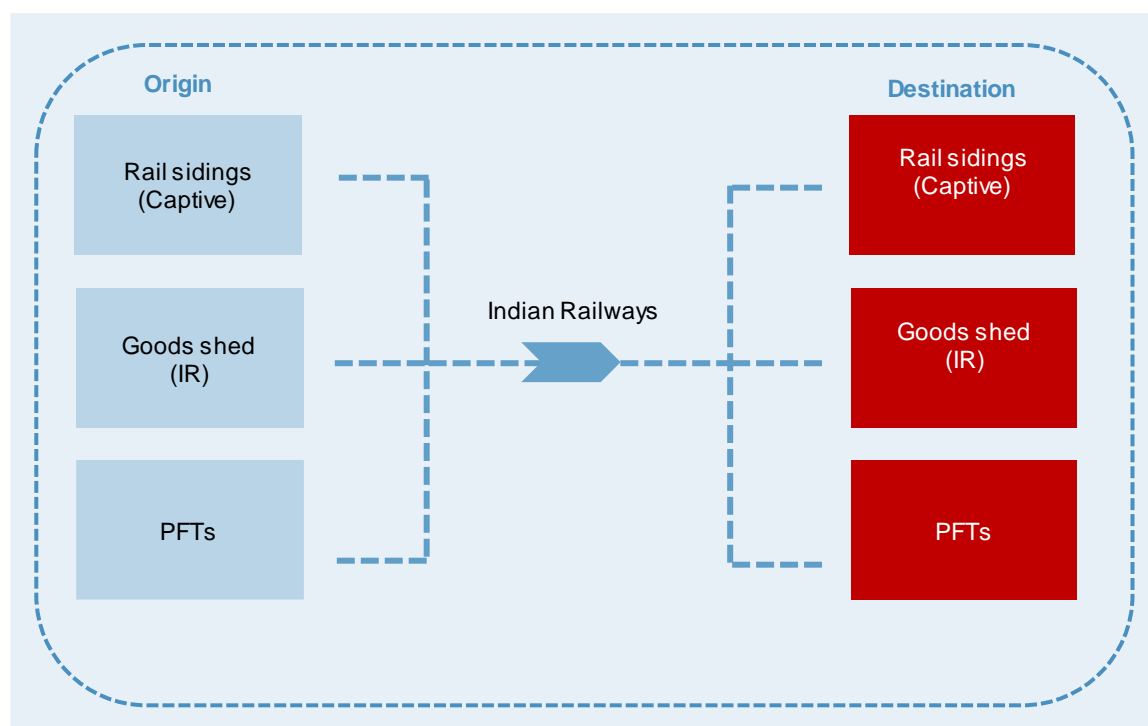 Origin
Rail sidings
(Captive)
Goods shed
(IR)
PFTs
Indian Railways
Destination
Rail sidings
(Captive)
Goods shed
(IR)
PFTs